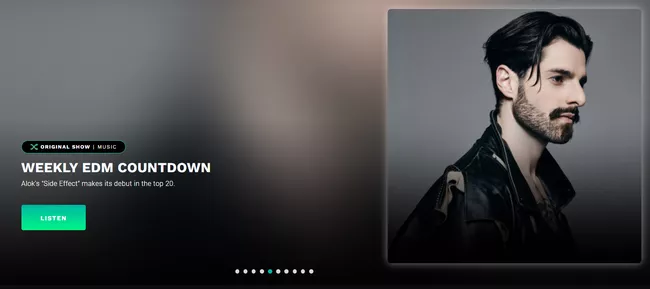 ORIGINAL SHOW | MUSIC
WEEKLY EDM COUNTDOWN
Alok's "Side Effect" makes its debut in the top 20.
LISTEN